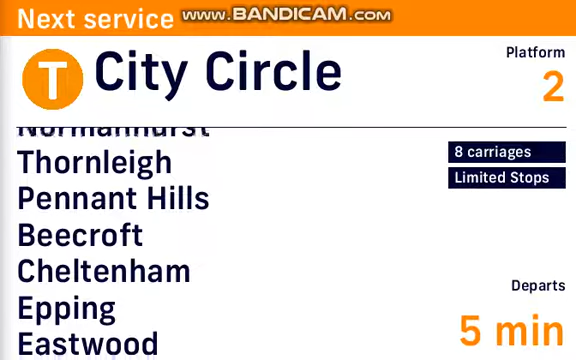 Next service
www.BANDICAM.com
T
City Circle
Platform
2
Normanhurst
Thornleigh
Pennant Hills
Beecroft
Cheltenham
Epping
Eastwood
8 carriages
Limited Stops
Departs
5 min